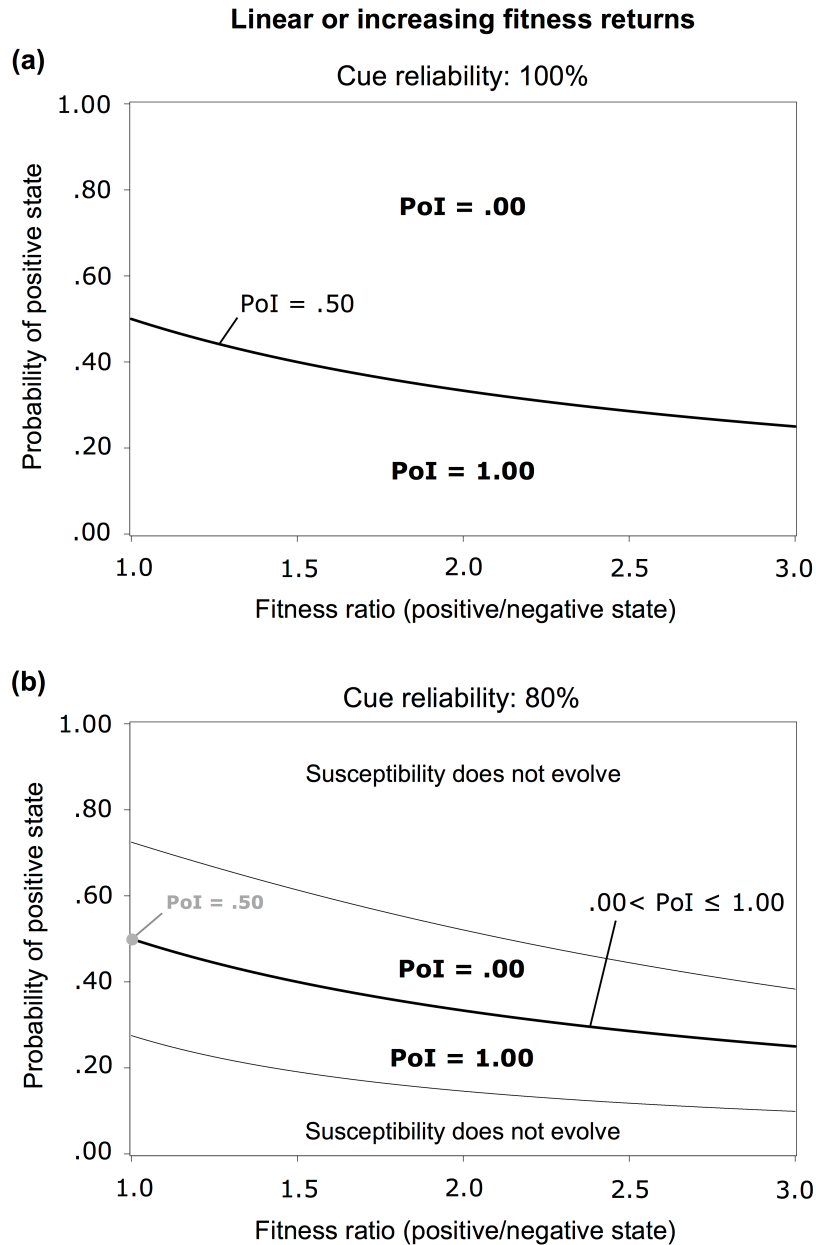 Linear or increasing fitness returns
(a)
Cue reliability: 100%
1.00
.80
.60
.40
.20
.00
Probability of positive state
PoI = .00
PoI = .50
PoI = 1.00
1.0 1.5 2.0 2.5 3.0
Fitness ratio (positive/negative state)
(b)
Cue reliability: 80%
1.00
.80
.60
.40
.20
.00
Probability of positive state
Susceptibility does not evolve
PoI = .50
.00< PoI ≤ 1.00
PoI = .00
PoI = 1.00
Susceptibility does not evolve
1.0 1.5 2.0 2.5 3.0
Fitness ratio (positive/negative state)